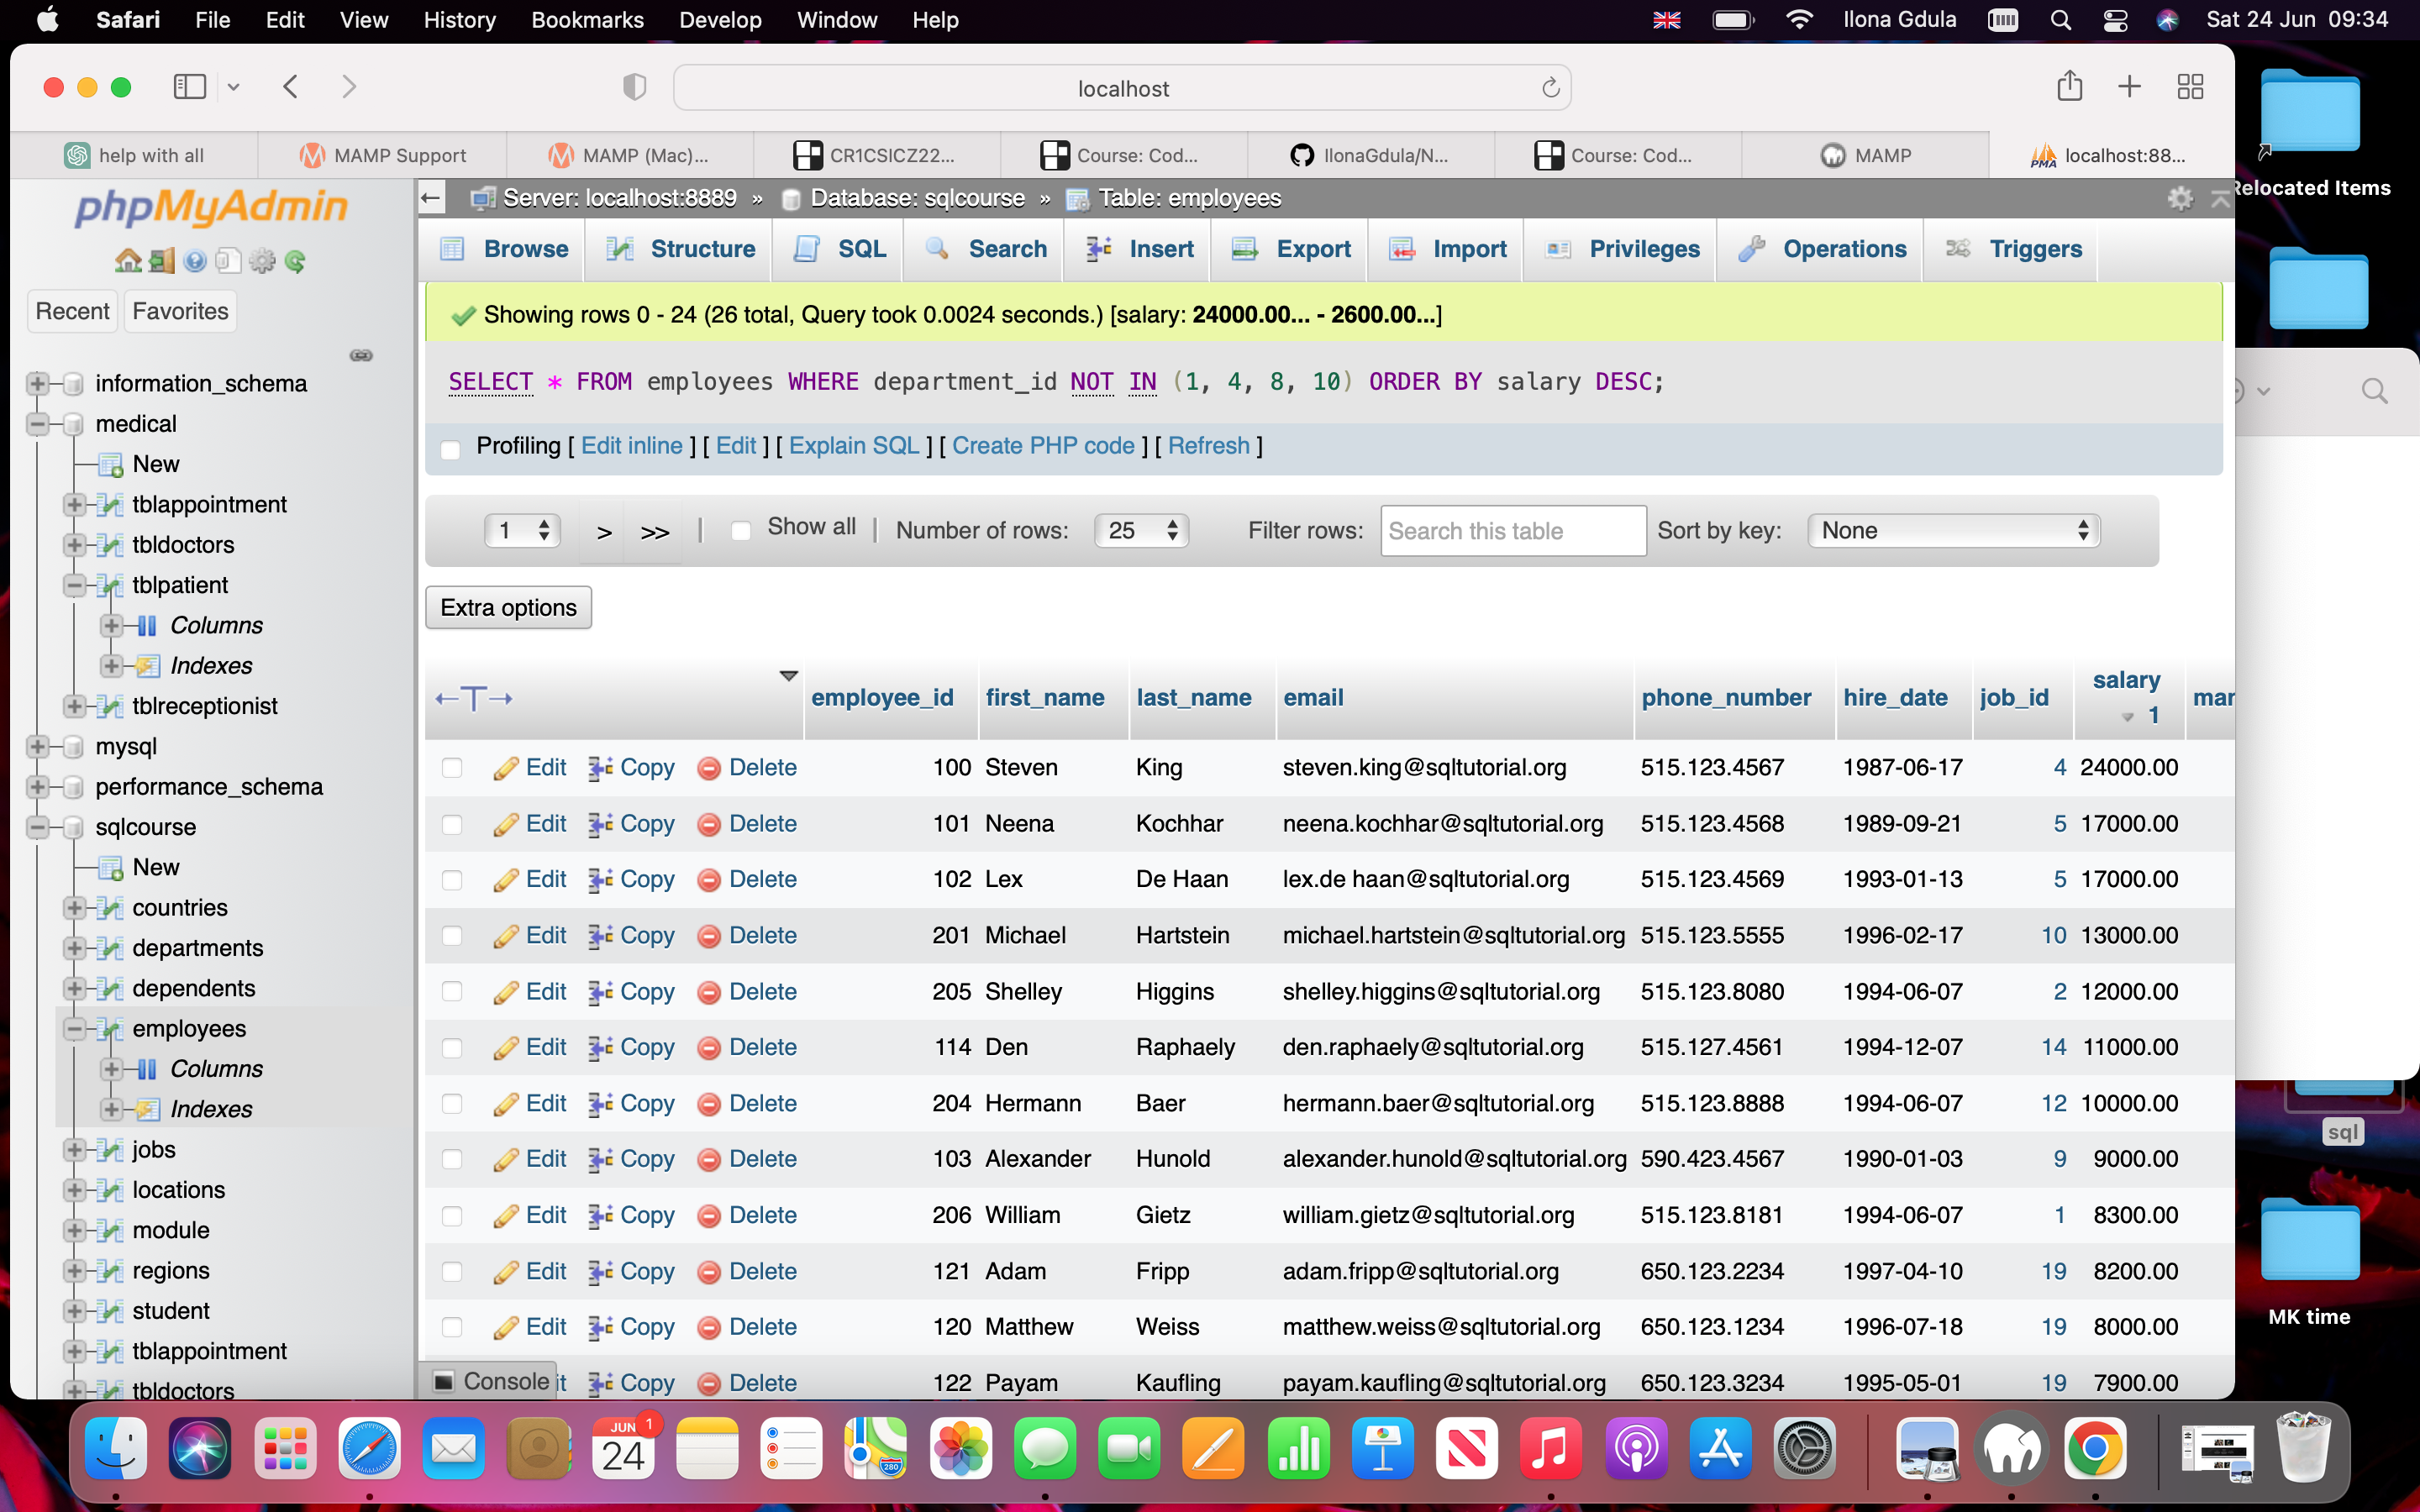 Safari File Edit View History Bookmarks Develop Window Help Ilona Gdula Sat 24 Jun 09:34
localhost
help with all MAMP Support MAMP (Mac)... CR1CSICZ22... Course: Cod... IlonaGdula/N... Course: Cod... MAMP PMA localhost:88...
Relocated Items
phpMyAdmin
Recent Favorites
information_schema
medical
New
tblappointment
tbldoctors
tblpatient
Columns
Indexes
tblreceptionist
mysql
performance_schema
sqlcourse
New
countries
departments
dependents
employees
Columns
Indexes
jobs
locations
module
regions
student
tblappointment
tbldoctors
Server: localhost:8889 » Database: sqlcourse » Table: employees
Browse Structure SQL Search Insert Export Import Privileges Operations Triggers
Showing rows 0 - 24 (26 total, Query took 0.0024 seconds.) [salary: 24000.00... - 2600.00...]
SELECT * FROM employees WHERE department_id NOT IN (1, 4, 8, 10) ORDER BY salary DESC;
Profiling [ Edit inline ] [ Edit ] [ Explain SQL ] [ Create PHP code ] [ Refresh ]
1 > >> | Show all | Number of rows: 25 Filter rows: Search this table Sort by key: None
Extra options
←T→ employee_id first_name last_name email phone_number hire_date job_id salary 1 mar
Edit Copy Delete 100 Steven King steven.king@sqltutorial.org 515.123.4567 1987-06-17 4 24000.00
Edit Copy Delete 101 Neena Kochhar neena.kochhar@sqltutorial.org 515.123.4568 1989-09-21 5 17000.00
Edit Copy Delete 102 Lex De Haan lex.de haan@sqltutorial.org 515.123.4569 1993-01-13 5 17000.00
Edit Copy Delete 201 Michael Hartstein michael.hartstein@sqltutorial.org 515.123.5555 1996-02-17 10 13000.00
Edit Copy Delete 205 Shelley Higgins shelley.higgins@sqltutorial.org 515.123.8080 1994-06-07 2 12000.00
Edit Copy Delete 114 Den Raphaely den.raphaely@sqltutorial.org 515.127.4561 1994-12-07 14 11000.00
Edit Copy Delete 204 Hermann Baer hermann.baer@sqltutorial.org 515.123.8888 1994-06-07 12 10000.00
Edit Copy Delete 103 Alexander Hunold alexander.hunold@sqltutorial.org 590.423.4567 1990-01-03 9 9000.00
Edit Copy Delete 206 William Gietz william.gietz@sqltutorial.org 515.123.8181 1994-06-07 1 8300.00
Edit Copy Delete 121 Adam Fripp adam.fripp@sqltutorial.org 650.123.2234 1997-04-10 19 8200.00
Edit Copy Delete 120 Matthew Weiss matthew.weiss@sqltutorial.org 650.123.1234 1996-07-18 19 8000.00
Console it Copy Delete 122 Payam Kaufling payam.kaufling@sqltutorial.org 650.123.3234 1995-05-01 19 7900.00
sql
MK time
JUN 1
24
280